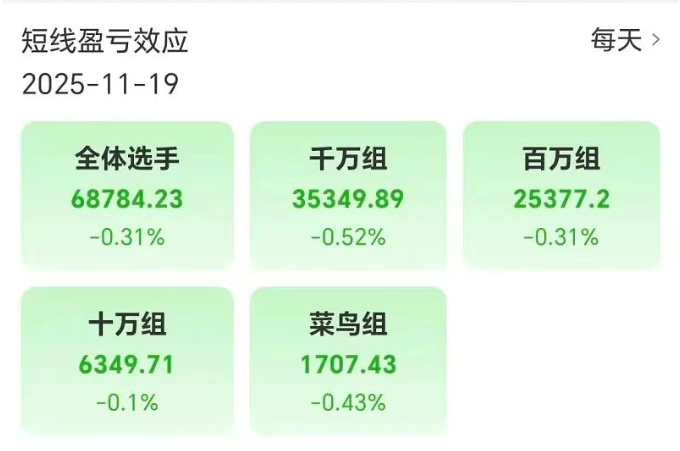 短线盈亏效应
每天 >
2025-11-19
全体选手
68784.23
-0.31%
千万组
35349.89
-0.52%
百万组
25377.2
-0.31%
十万组
6349.71
-0.1%
菜鸟组
1707.43
-0.43%